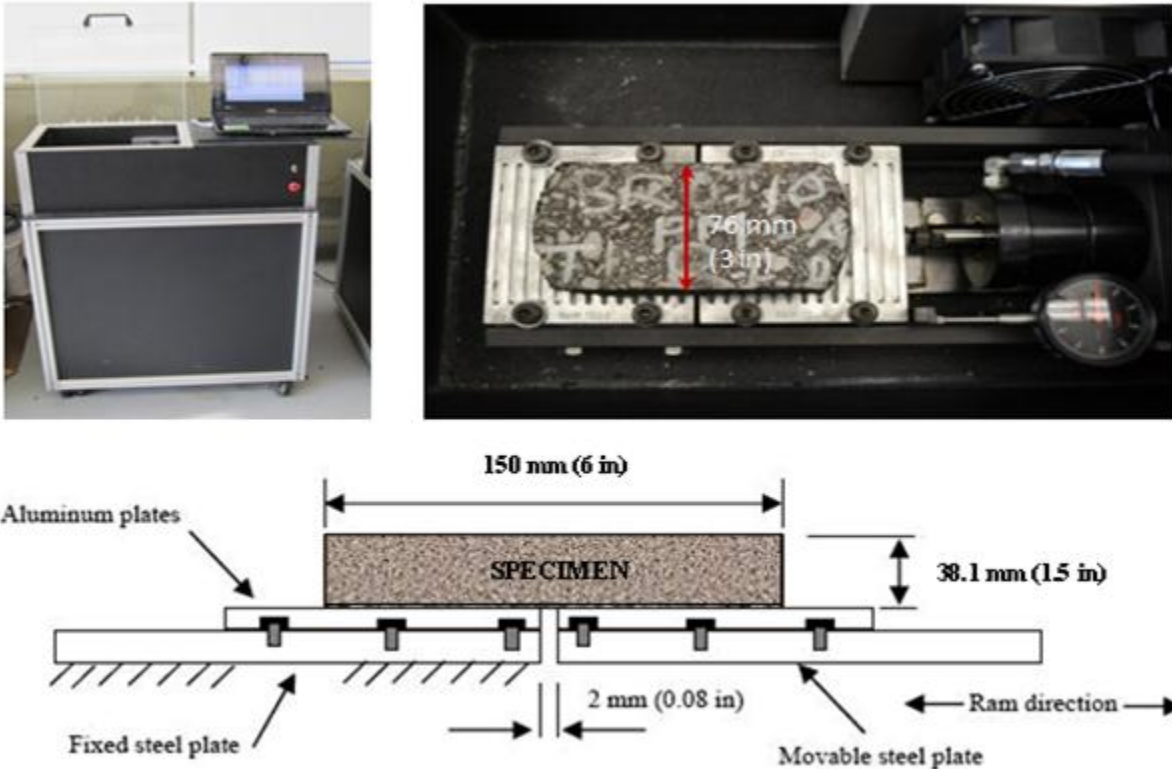 76 mm
(3 in)
150 mm (6 in)
Aluminum plates
SPECIMEN
38.1 mm (1.5 in)
2 mm (0.08 in)
Ram direction
Fixed steel plate
Movable steel plate